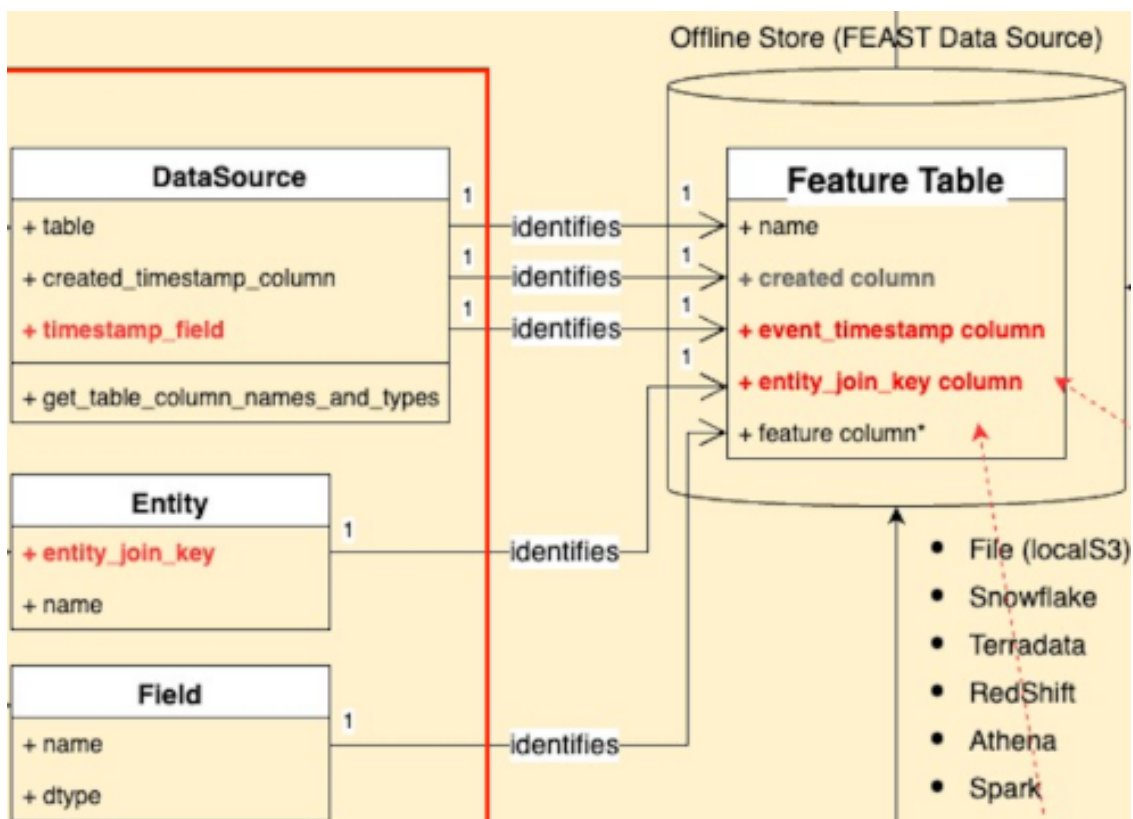 Offline Store (FEAST Data Source)
DataSource
+ table
+ created_timestamp_column
+ timestamp_field
+ get_table_column_names_and_types
1
identifies
1
1
identifies
1
1
identifies
1
Feature Table
+ name
+ created column
+ event_timestamp column
+ entity_join_key column
+ feature column*
Entity
+ entity_join_key
+ name
1
identifies
1
Field
+ name
+ dtype
1
identifies
• File (localS3)
• Snowflake
• Terradata
• RedShift
• Athena
• Spark